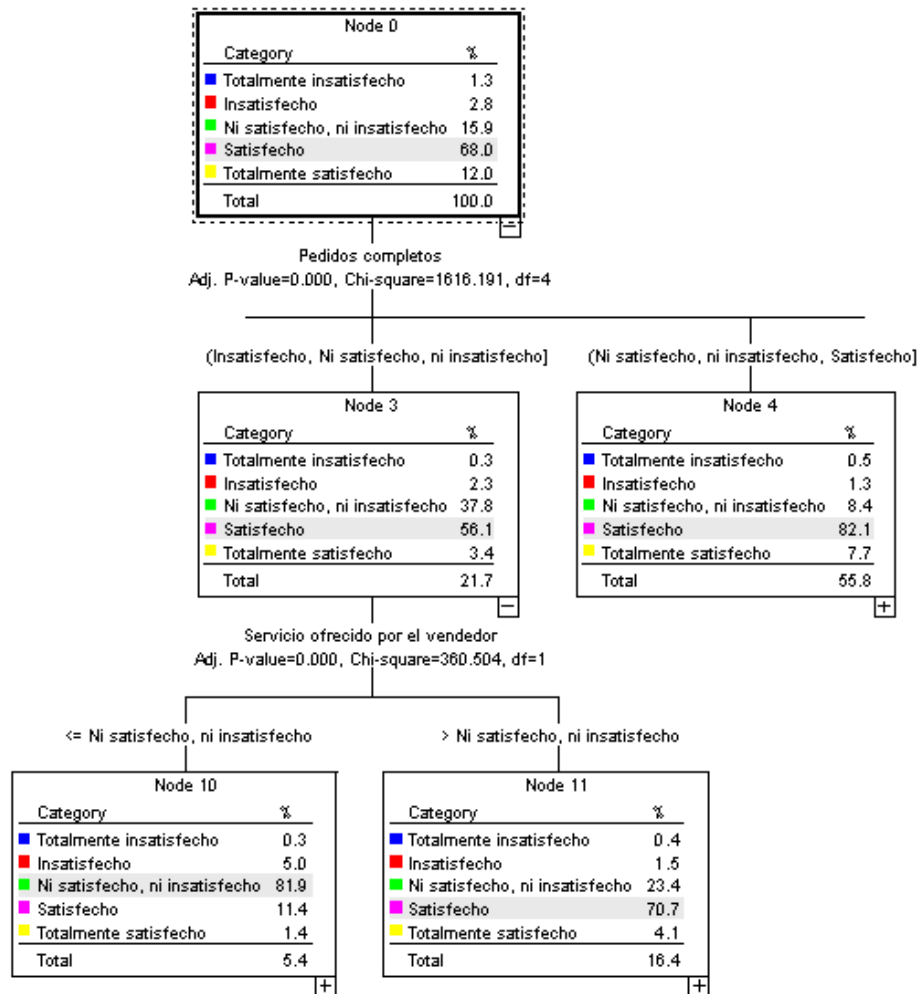 Node 0
Category %
Totalmente insatisfecho 1.3
Insatisfecho 2.8
Ni satisfecho, ni insatisfecho 15.9
Satisfecho 68.0
Totalmente satisfecho 12.0
Total 100.0
Pedidos completos
Adj. P-value=0.000, Chi-square=1616.191, df=4
(Insatisfecho, Ni satisfecho, ni insatisfecho]
(Ni satisfecho, ni insatisfecho, Satisfecho]
Node 3
Category %
Totalmente insatisfecho 0.3
Insatisfecho 2.3
Ni satisfecho, ni insatisfecho 37.8
Satisfecho 56.1
Totalmente satisfecho 3.4
Total 21.7
Node 4
Category %
Totalmente insatisfecho 0.5
Insatisfecho 1.3
Ni satisfecho, ni insatisfecho 8.4
Satisfecho 82.1
Totalmente satisfecho 7.7
Total 55.8
Servicio ofrecido por el vendedor
Adj. P-value=0.000, Chi-square=360.504, df=1
<= Ni satisfecho, ni insatisfecho
> Ni satisfecho, ni insatisfecho
Node 10
Category %
Totalmente insatisfecho 0.3
Insatisfecho 5.0
Ni satisfecho, ni insatisfecho 81.9
Satisfecho 11.4
Totalmente satisfecho 1.4
Total 5.4
Node 11
Category %
Totalmente insatisfecho 0.4
Insatisfecho 1.5
Ni satisfecho, ni insatisfecho 23.4
Satisfecho 70.7
Totalmente satisfecho 4.1
Total 16.4